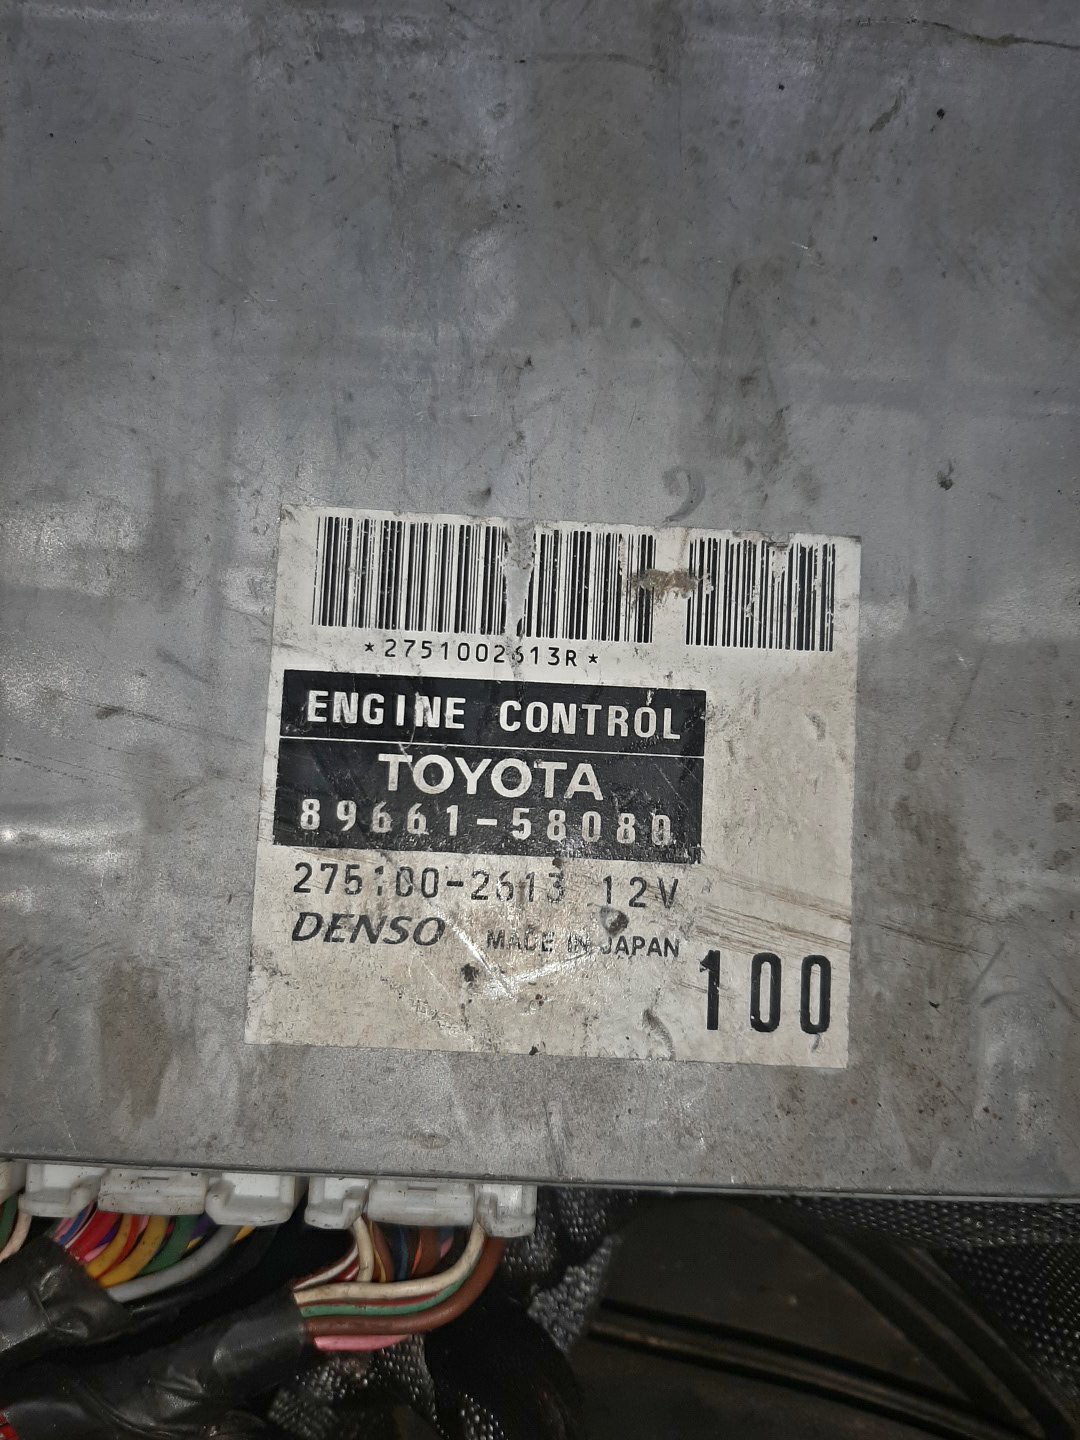 *2751002613R*
ENGINE CONTROL
TOYOTA
89661-58080
275100-2613 12V
DENSO MADE IN JAPAN
100